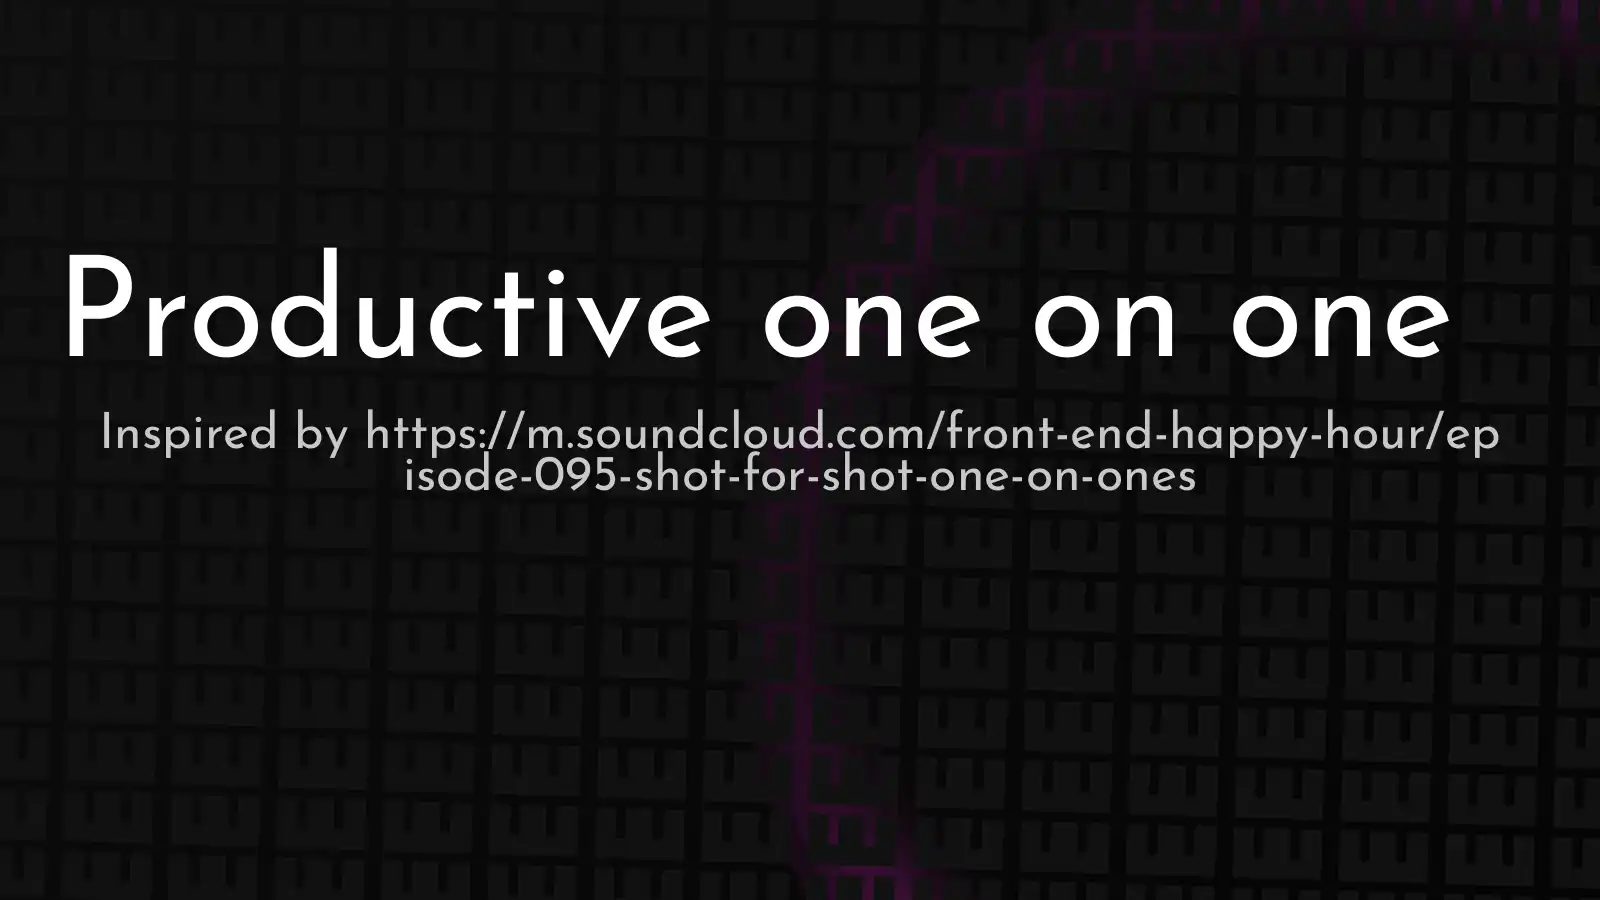 Productive one on one
Inspired by https://m.soundcloud.com/front-end-happy-hour/ep
isode-095-shot-for-shot-one-on-ones